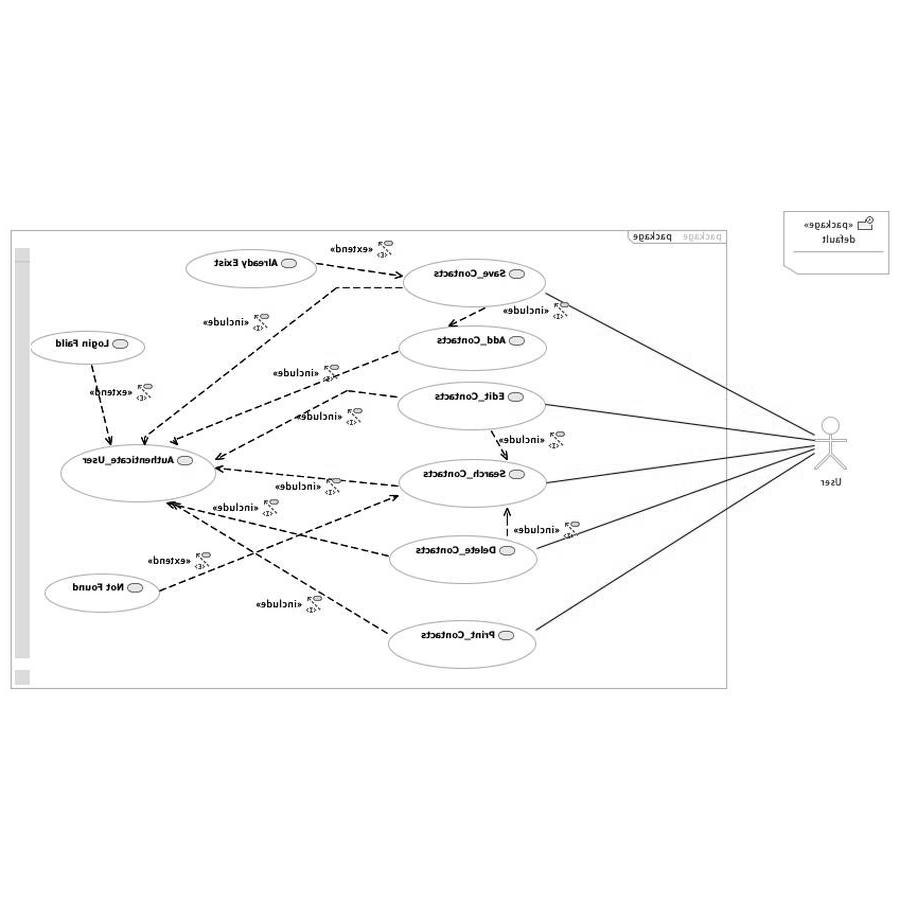 «package»
default
package package
«extend»
Already Exist
Save_Contacts
«include»
«include»
Login Faild
Add_Contacts
«include»
«extend»
Edit_Contacts
«include»
«include»
Authenticate_User
Search_Contacts
User
«include»
«include»
«include»
Delete_Contacts
«extend»
Not Found
«include»
Print_Contacts